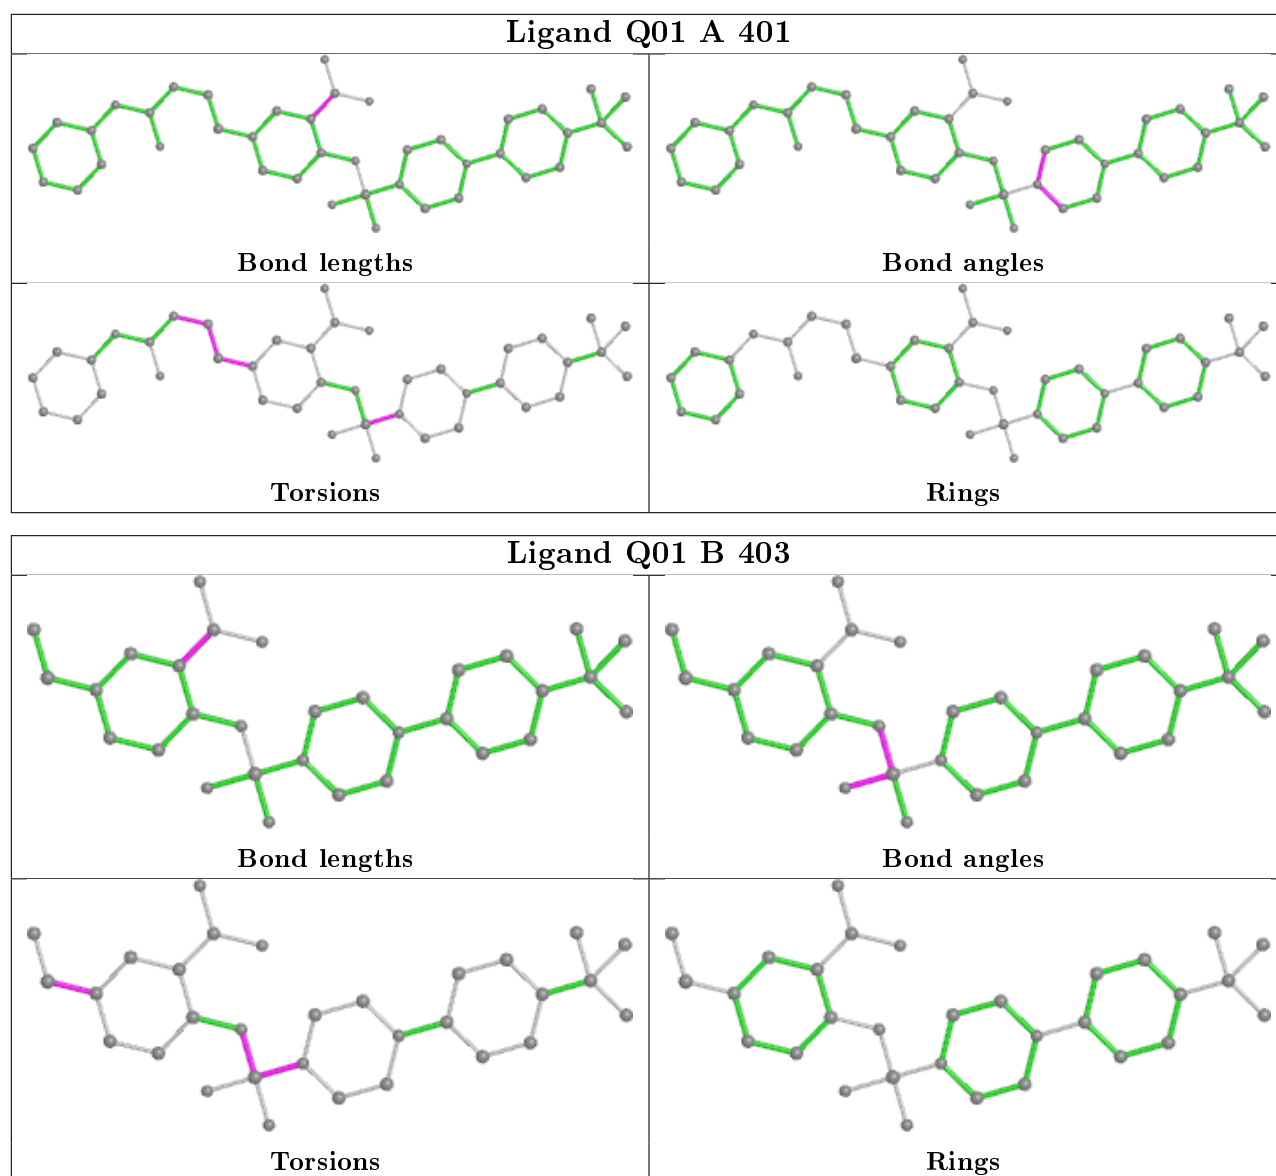 Ligand Q01 A 401
Bond lengths
Bond angles
Torsions
Rings
Ligand Q01 B 403
Bond lengths
Bond angles
Torsions
Rings